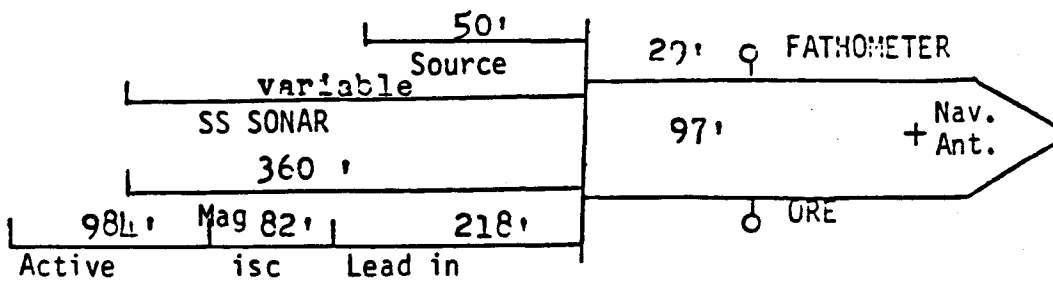 50' 29' FATHOMETER
Source
variable
SS SONAR 97' + Nav.
Ant.
360 '
Mag ORE
984' 82' 218'
Active isc Lead in